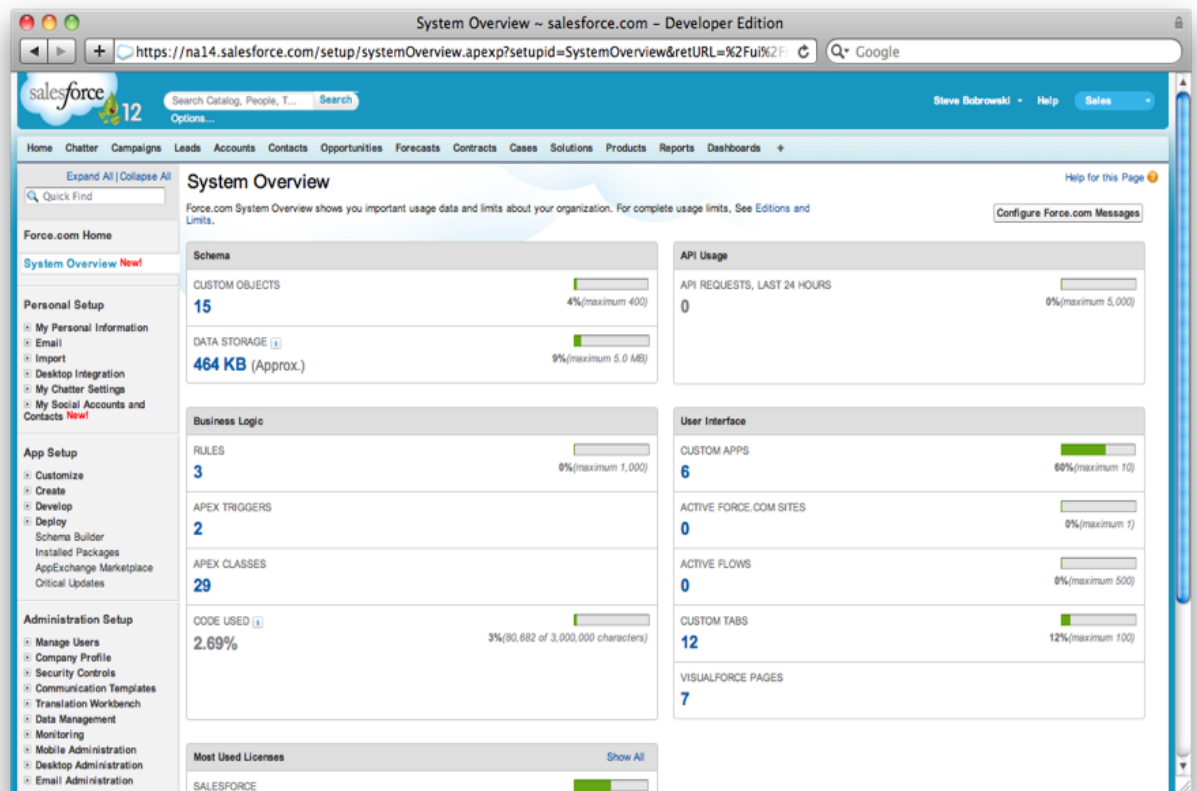 System Overview ~ salesforce.com – Developer Edition
https://na14.salesforce.com/setup/systemOverview.apexp?setupid=SystemOverview&retURL=%2Fui%2F
Google
salesforce
12
Search Catalog, People, T...
Search
Options...
Steve Bobrowski
Help
Sales
Home Chatter Campaigns Leads Accounts Contacts Opportunities Forecasts Contracts Cases Solutions Products Reports Dashboards +
Expand All | Collapse All
Quick Find
Force.com Home
System Overview New!
Personal Setup
My Personal Information
Email
Import
Desktop Integration
My Chatter Settings
My Social Accounts and
Contacts New!
App Setup
Customize
Create
Develop
Deploy
Schema Builder
Installed Packages
AppExchange Marketplace
Critical Updates
Administration Setup
Manage Users
Company Profile
Security Controls
Communication Templates
Translation Workbench
Data Management
Monitoring
Mobile Administration
Desktop Administration
Email Administration
System Overview
Help for this Page
Force.com System Overview shows you important usage data and limits about your organization. For complete usage limits, See Editions and
Limits.
Configure Force.com Messages
Schema
CUSTOM OBJECTS
15
4%(maximum 400)
DATA STORAGE
464 KB (Approx.)
9%(maximum 5.0 MB)
API Usage
API REQUESTS, LAST 24 HOURS
0
0%(maximum 5,000)
Business Logic
RULES
3
0%(maximum 1,000)
APEX TRIGGERS
2
APEX CLASSES
29
CODE USED
2.69%
3%(80,682 of 3,000,000 characters)
User Interface
CUSTOM APPS
6
60%(maximum 10)
ACTIVE FORCE.COM SITES
0
0%(maximum 1)
ACTIVE FLOWS
0
0%(maximum 500)
CUSTOM TABS
12
12%(maximum 100)
VISUALFORCE PAGES
7
Most Used Licenses
Show All
SALESFORCE